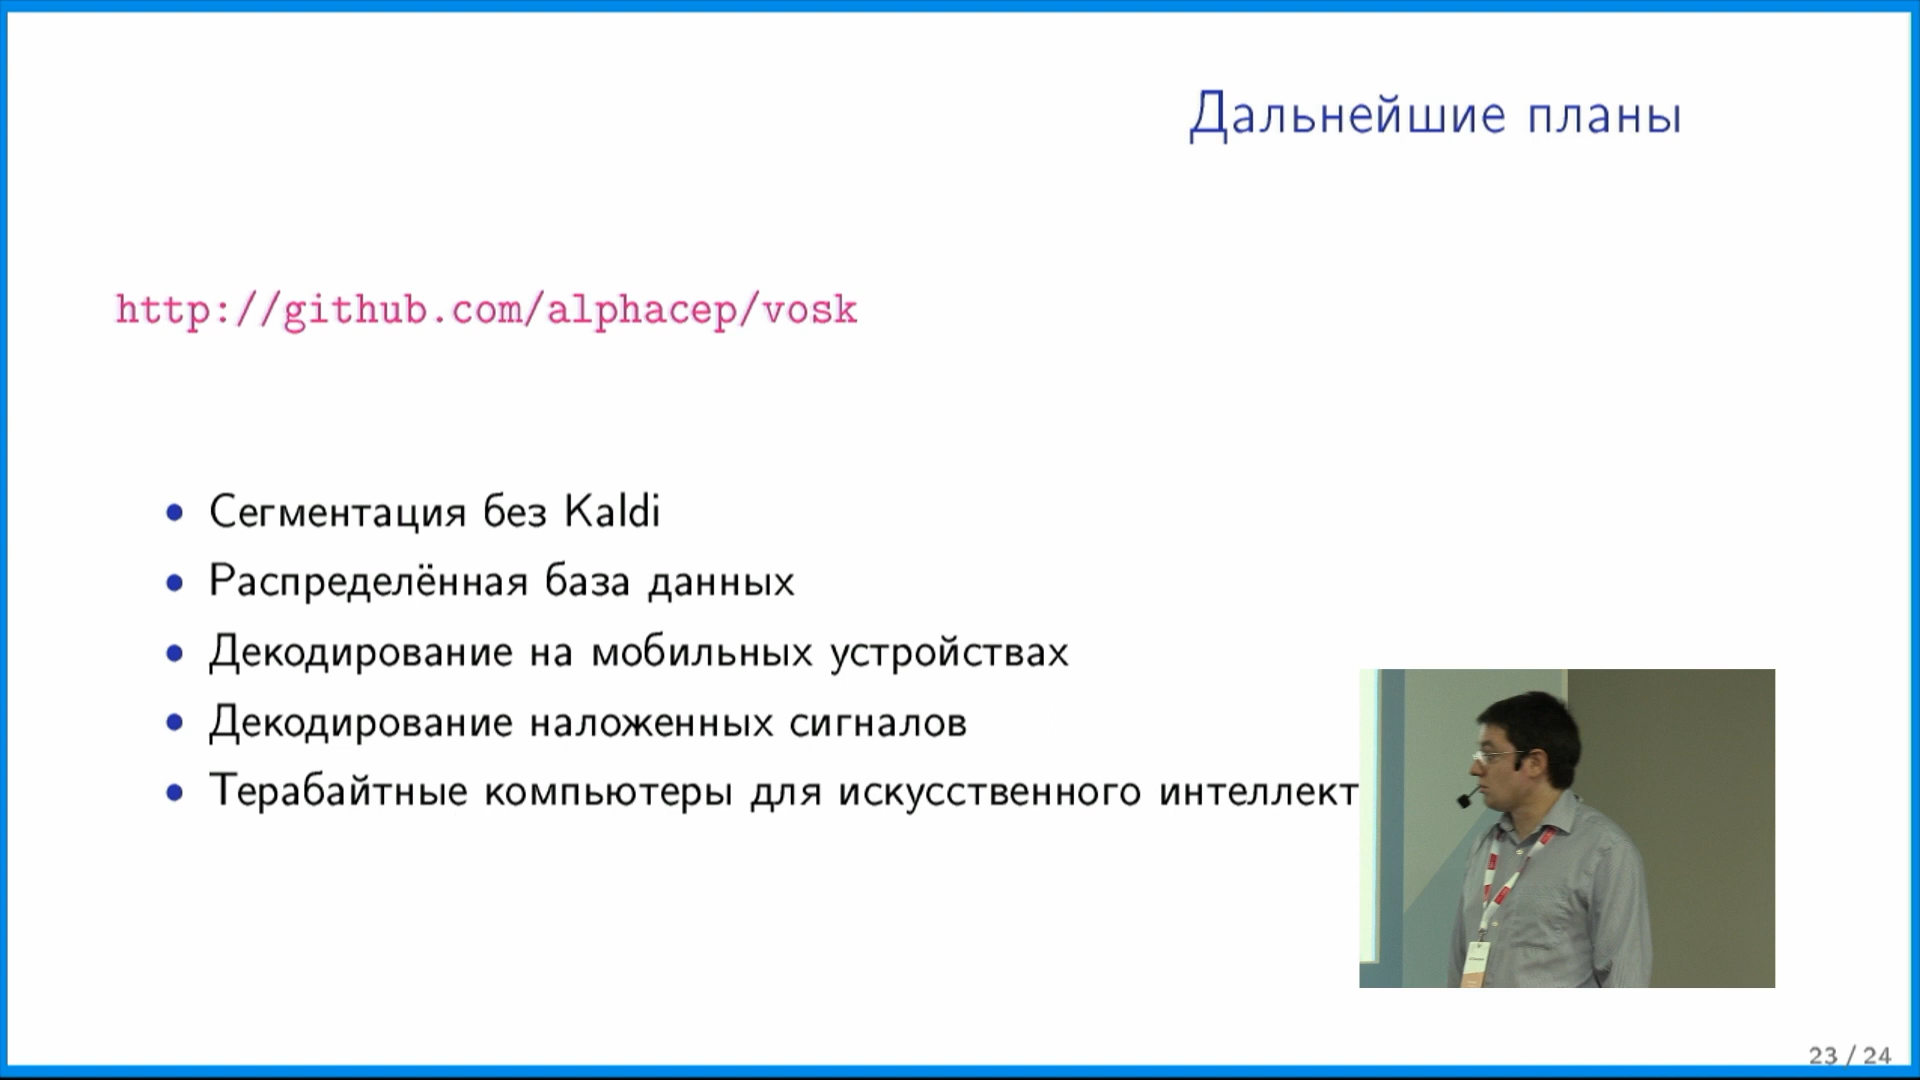 Дальнейшие планы
http://github.com/alphacep/vosk
• Сегментация без Kaldi
• Распределённая база данных
• Декодирование на мобильных устройствах
• Декодирование наложенных сигналов
• Терабайтные компьютеры для искусственного интеллект
23 / 24